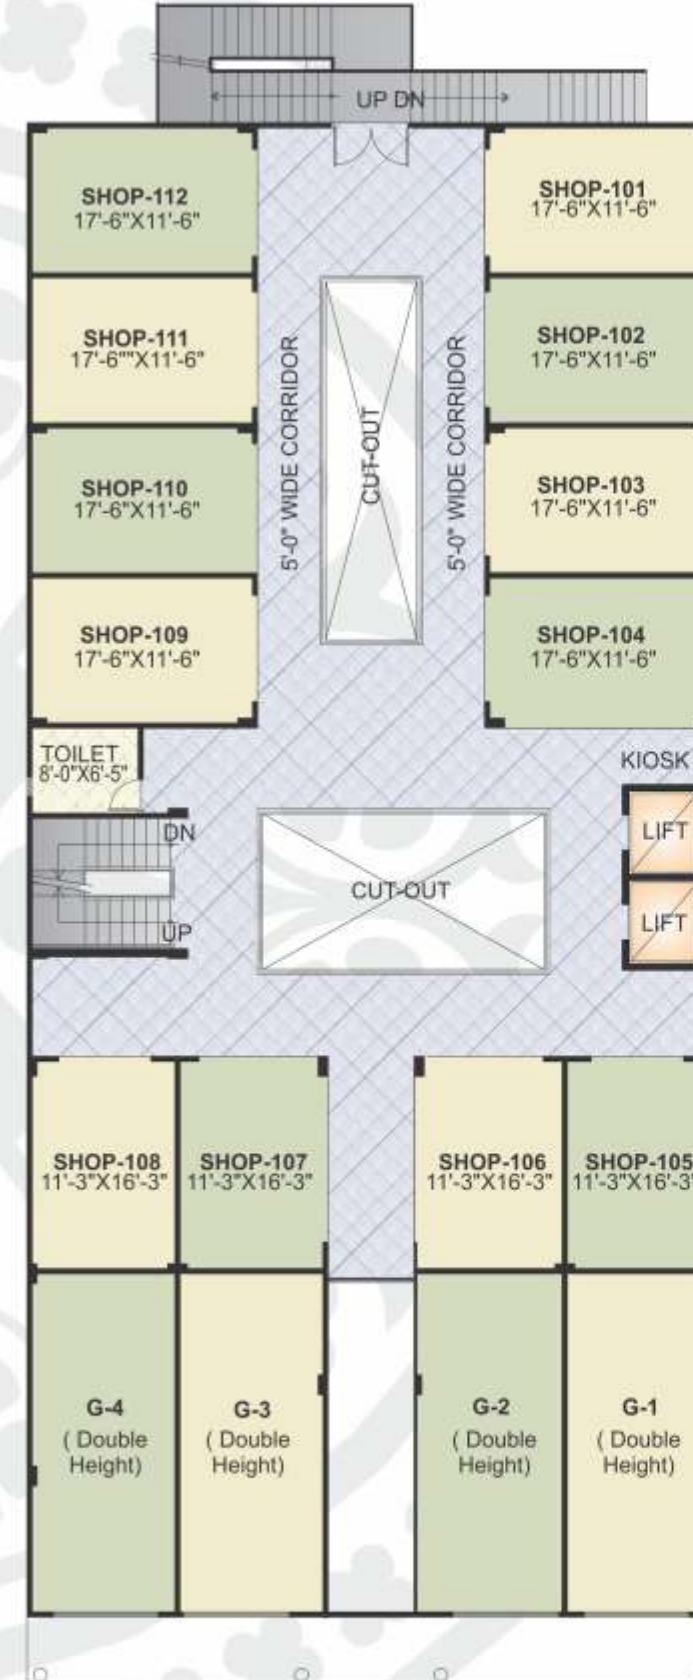 UP DN
SHOP-112
17'-6"X11'-6"
SHOP-101
17'-6"X11'-6"
SHOP-111
17'-6""X11'-6"
SHOP-102
17'-6"X11'-6"
5'-0" WIDE CORRIDOR
CUT-OUT
5'-0" WIDE CORRIDOR
SHOP-110
17'-6"X11'-6"
SHOP-103
17'-6"X11'-6"
SHOP-109
17'-6"X11'-6"
SHOP-104
17'-6"X11'-6"
TOILET
8'-0"X6'-5"
KIOSK
DN
LIFT
CUT-OUT
UP
LIFT
SHOP-108
11'-3"X16'-3"
SHOP-107
11'-3"X16'-3"
SHOP-106
11'-3"X16'-3"
SHOP-105
11'-3"X16'-3"
G-4
( Double
Height)
G-3
( Double
Height)
G-2
( Double
Height)
G-1
( Double
Height)